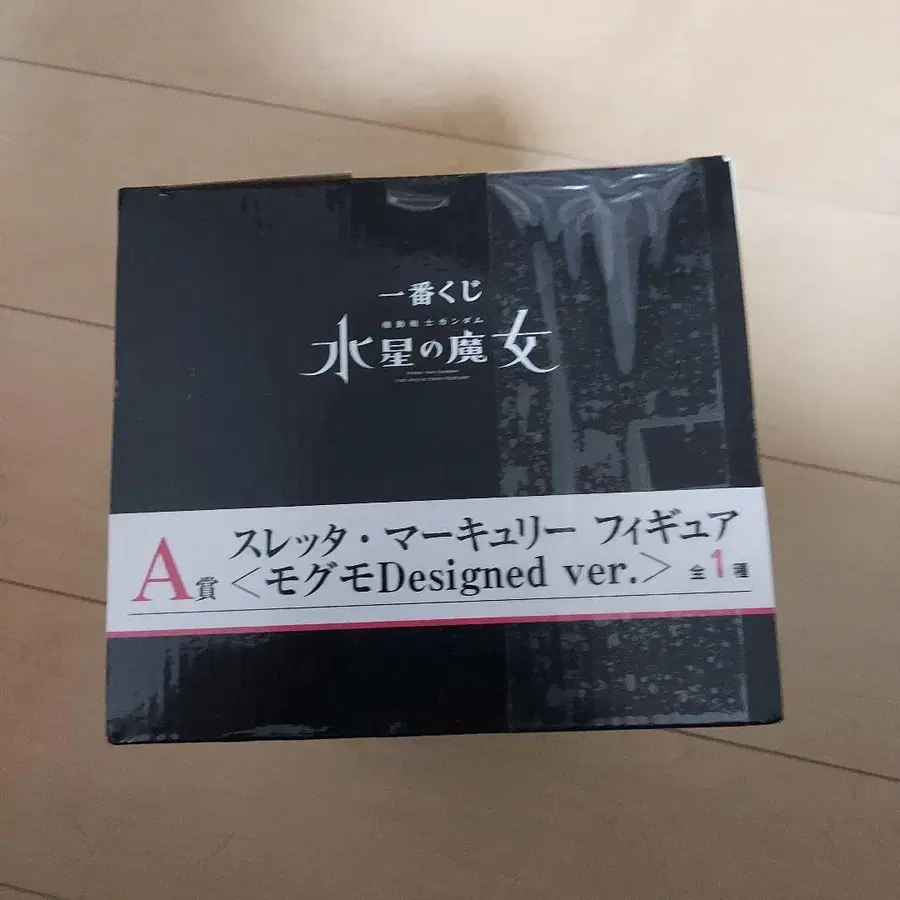 一番くじ
機動戦士ガンダム
水星の魔女
A賞 スレッタ・マーキュリー フィギュア
＜モグモDesigned ver.＞ 全1種